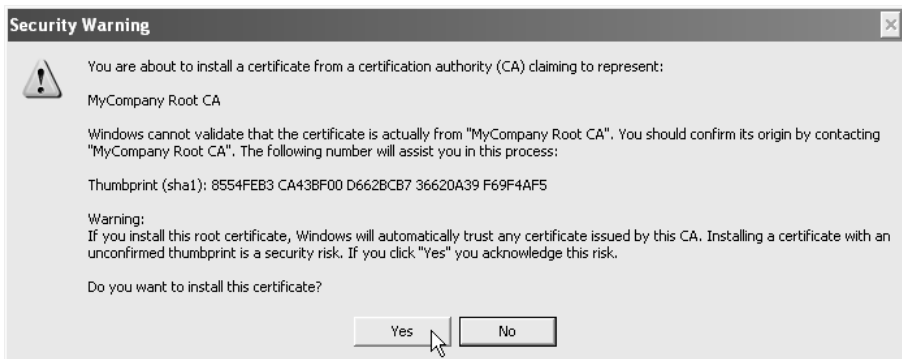 Security Warning
You are about to install a certificate from a certification authority (CA) claiming to represent:
MyCompany Root CA
Windows cannot validate that the certificate is actually from "MyCompany Root CA". You should confirm its origin by contacting
"MyCompany Root CA". The following number will assist you in this process:
Thumbprint (sha1): 8554FEB3 CA43BF00 D662BCB7 36620A39 F69F4AF5
Warning:
If you install this root certificate, Windows will automatically trust any certificate issued by this CA. Installing a certificate with an
unconfirmed thumbprint is a security risk. If you click "Yes" you acknowledge this risk.
Do you want to install this certificate?
Yes
No